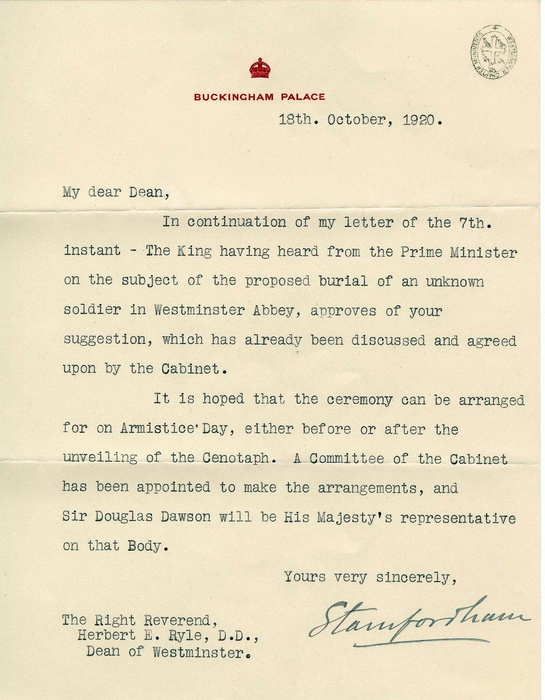 BUCKINGHAM PALACE
18th. October, 1920.
My dear Dean,
In continuation of my letter of the 7th.
instant - The King having heard from the Prime Minister
on the subject of the proposed burial of an unknown
soldier in Westminster Abbey, approves of your
suggestion, which has already been discussed and agreed
upon by the Cabinet.
It is hoped that the ceremony can be arranged
for on Armistice Day, either before or after the
unveiling of the Cenotaph. A Committee of the Cabinet
has been appointed to make the arrangements, and
Sir Douglas Dawson will be His Majesty's representative
on that Body.
Yours very sincerely,
Stamfordham
The Right Reverend,
Herbert E. Ryle, D.D.,
Dean of Westminster.